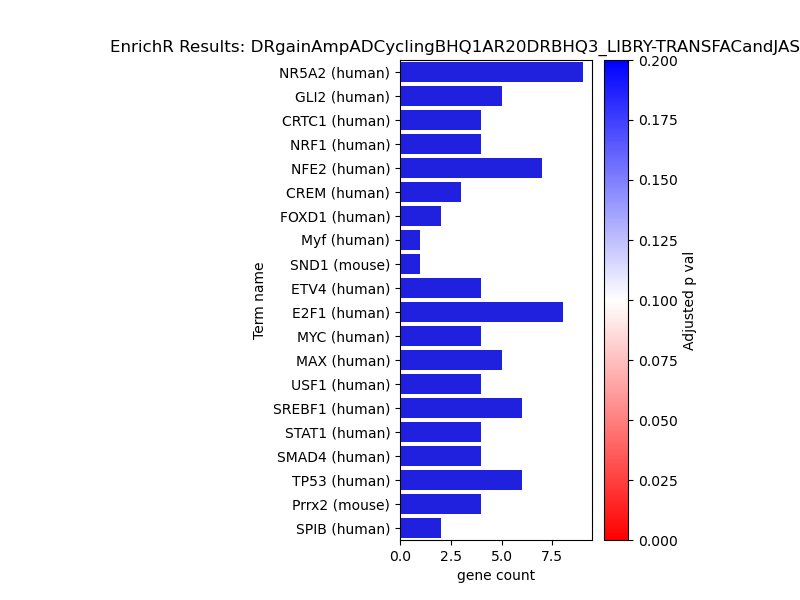 EnrichR Results: DRgainAmpADCyclingBHQ1AR20DRBHQ3_LIBRY-TRANSFACandJAS
NR5A2 (human)
GLI2 (human)
CRTC1 (human)
NRF1 (human)
NFE2 (human)
CREM (human)
FOXD1 (human)
Myf (human)
SND1 (mouse)
ETV4 (human)
E2F1 (human)
MYC (human)
MAX (human)
USF1 (human)
SREBF1 (human)
STAT1 (human)
SMAD4 (human)
TP53 (human)
Prrx2 (mouse)
SPIB (human)
Term name
0.0 2.5 5.0 7.5
gene count
0.200
0.175
0.150
0.125
0.100
0.075
0.050
0.025
0.000
Adjusted p val